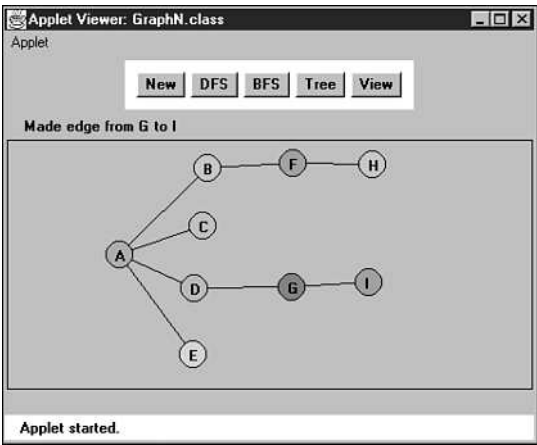 Applet Viewer: GraphN.class
Applet
New DFS BFS Tree View
Made edge from G to I
B F H
C
A
D G I
E
Applet started.